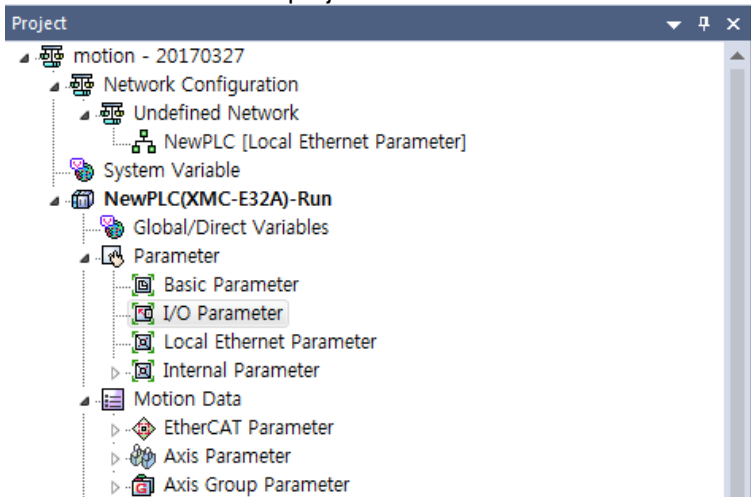 Project
motion - 20170327
Network Configuration
Undefined Network
NewPLC [Local Ethernet Parameter]
System Variable
NewPLC(XMC-E32A)-Run
Global/Direct Variables
Parameter
Basic Parameter
I/O Parameter
Local Ethernet Parameter
Internal Parameter
Motion Data
EtherCAT Parameter
Axis Parameter
Axis Group Parameter